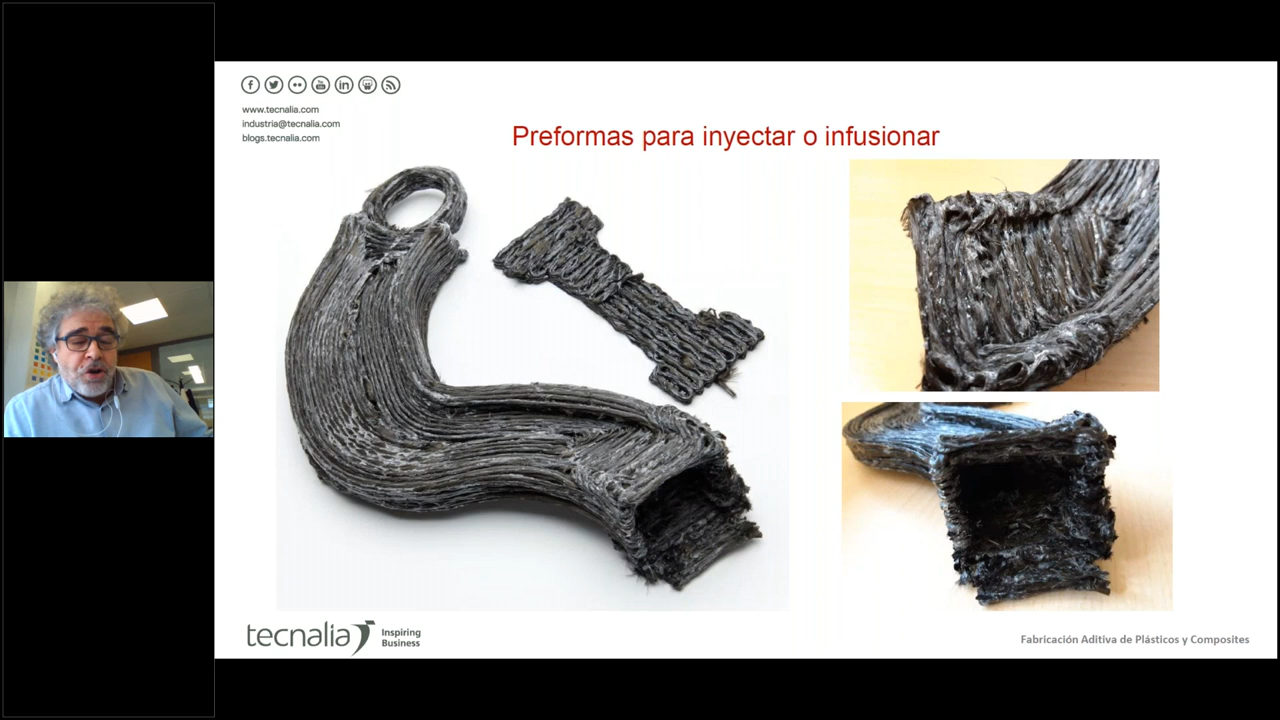 www.tecnalia.com
industria@tecnalia.com
blogs.tecnalia.com
Preformas para inyectar o infusionar
tecnalia Inspiring
Business
Fabricación Aditiva de Plásticos y Composites